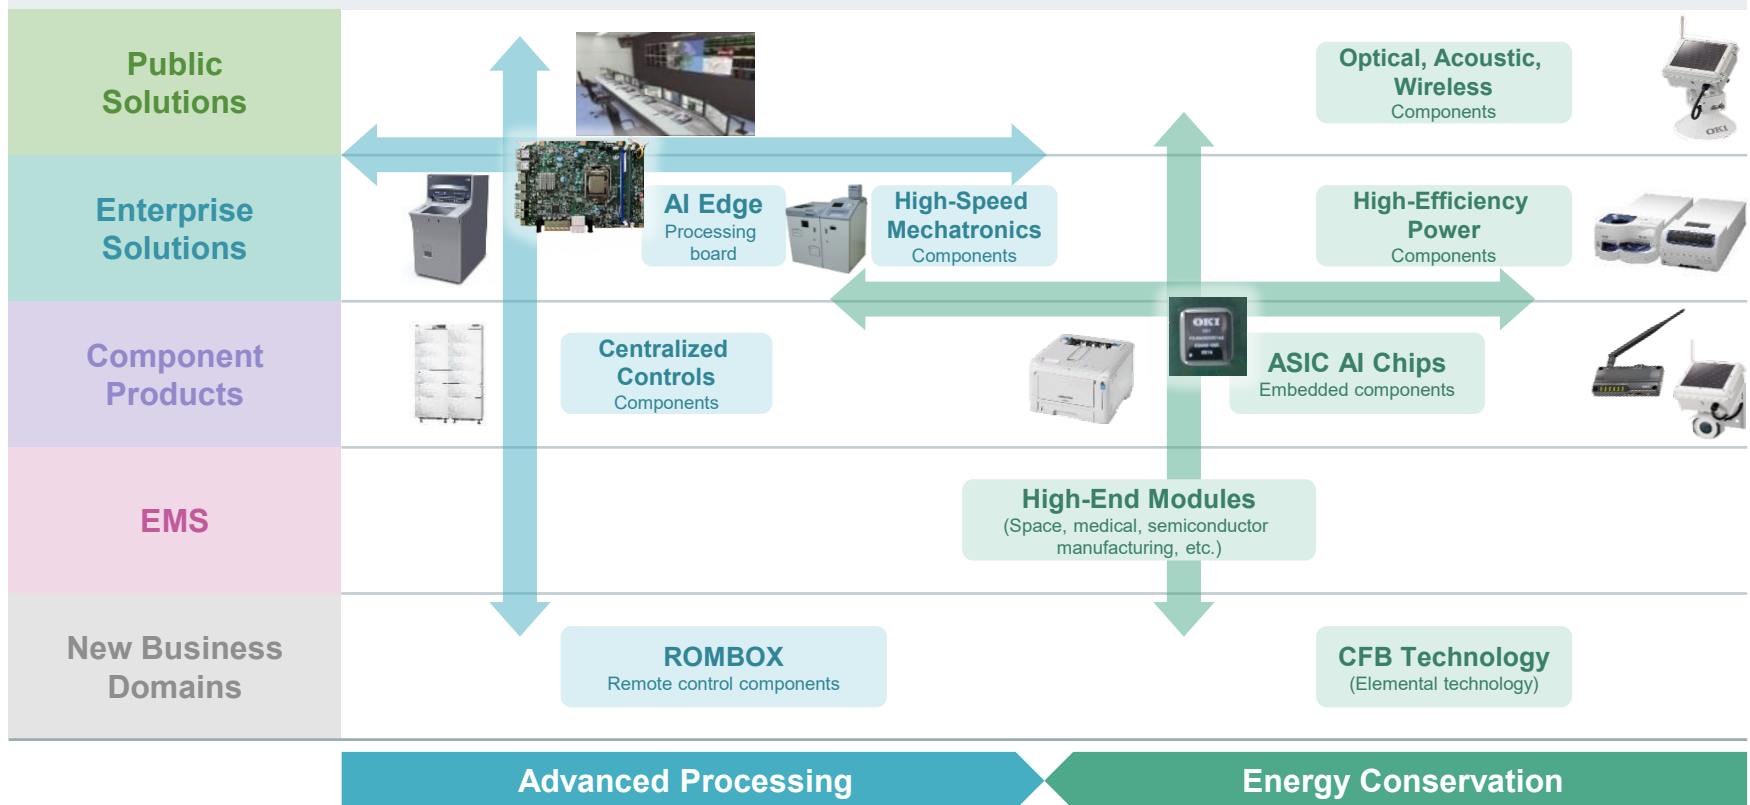 Public
Solutions
Optical, Acoustic,
Wireless
Components
OKI
Enterprise
Solutions
AI Edge
Processing
board
High-Speed
Mechatronics
Components
High-Efficiency
Power
Components
Component
Products
Centralized
Controls
Components
OKI
ASIC AI Chips
Embedded components
EMS
High-End Modules
(Space, medical, semiconductor
manufacturing, etc.)
New Business
Domains
ROMBOX
Remote control components
CFB Technology
(Elemental technology)
Advanced Processing
Energy Conservation